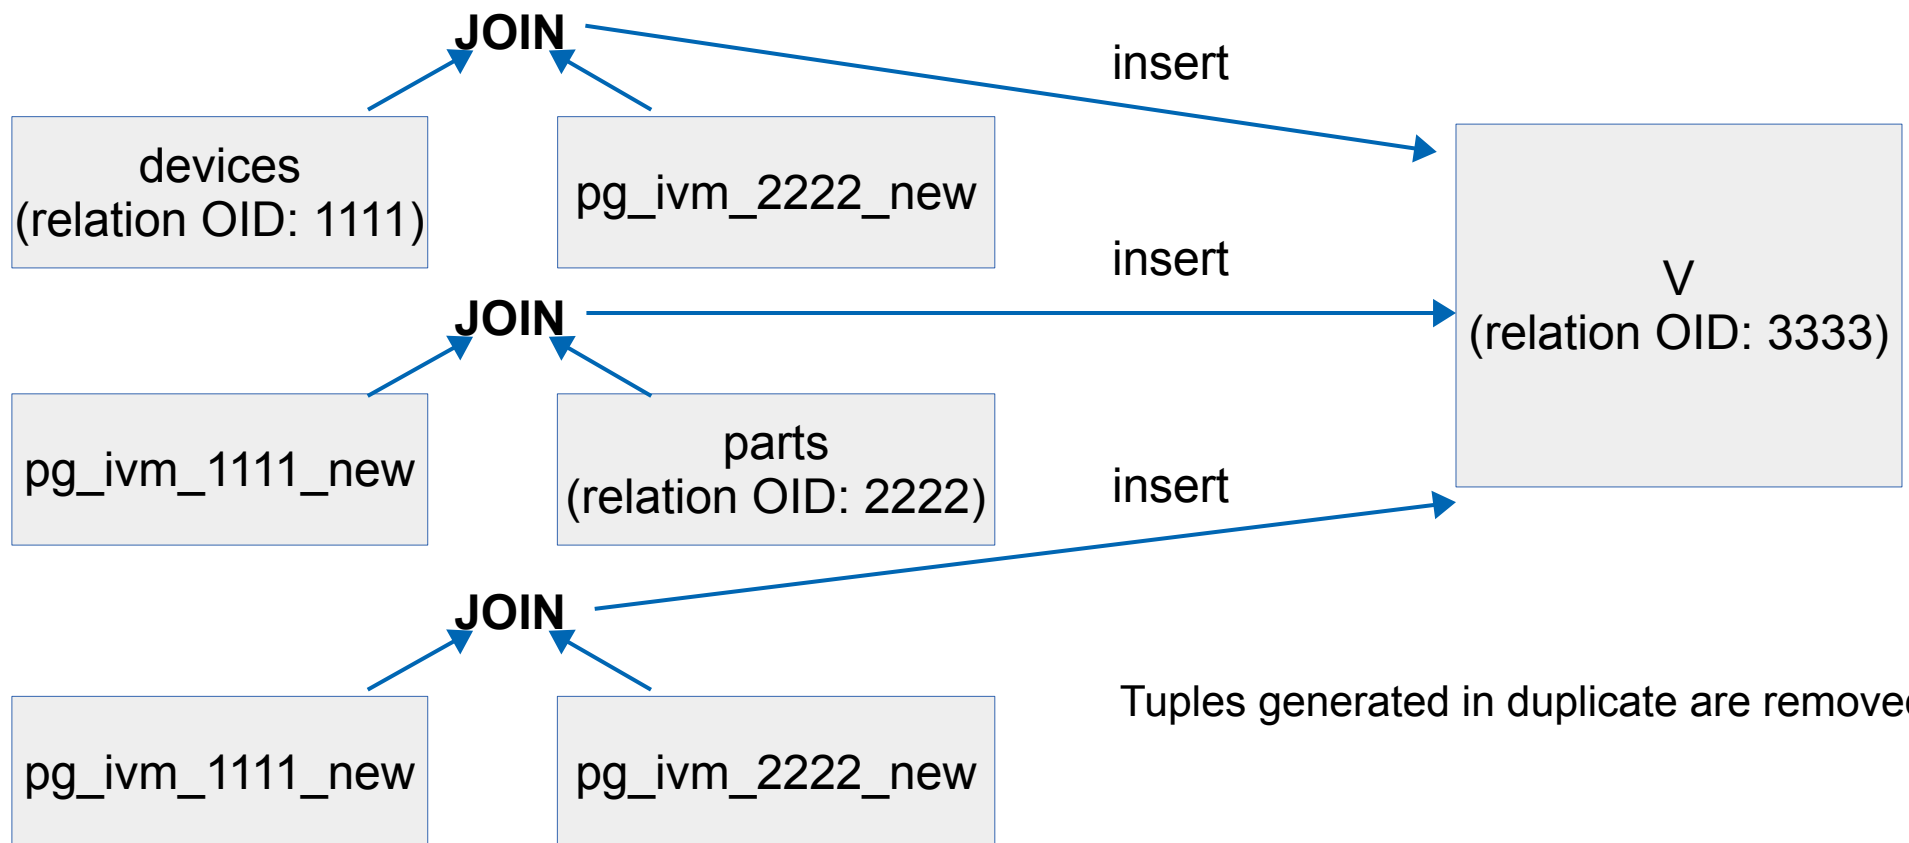 JOIN
insert
devices
(relation OID: 1111)
pg_ivm_2222_new
insert
V
(relation OID: 3333)
JOIN
pg_ivm_1111_new
parts
(relation OID: 2222)
insert
JOIN
Tuples generated in duplicate are removed
pg_ivm_1111_new
pg_ivm_2222_new